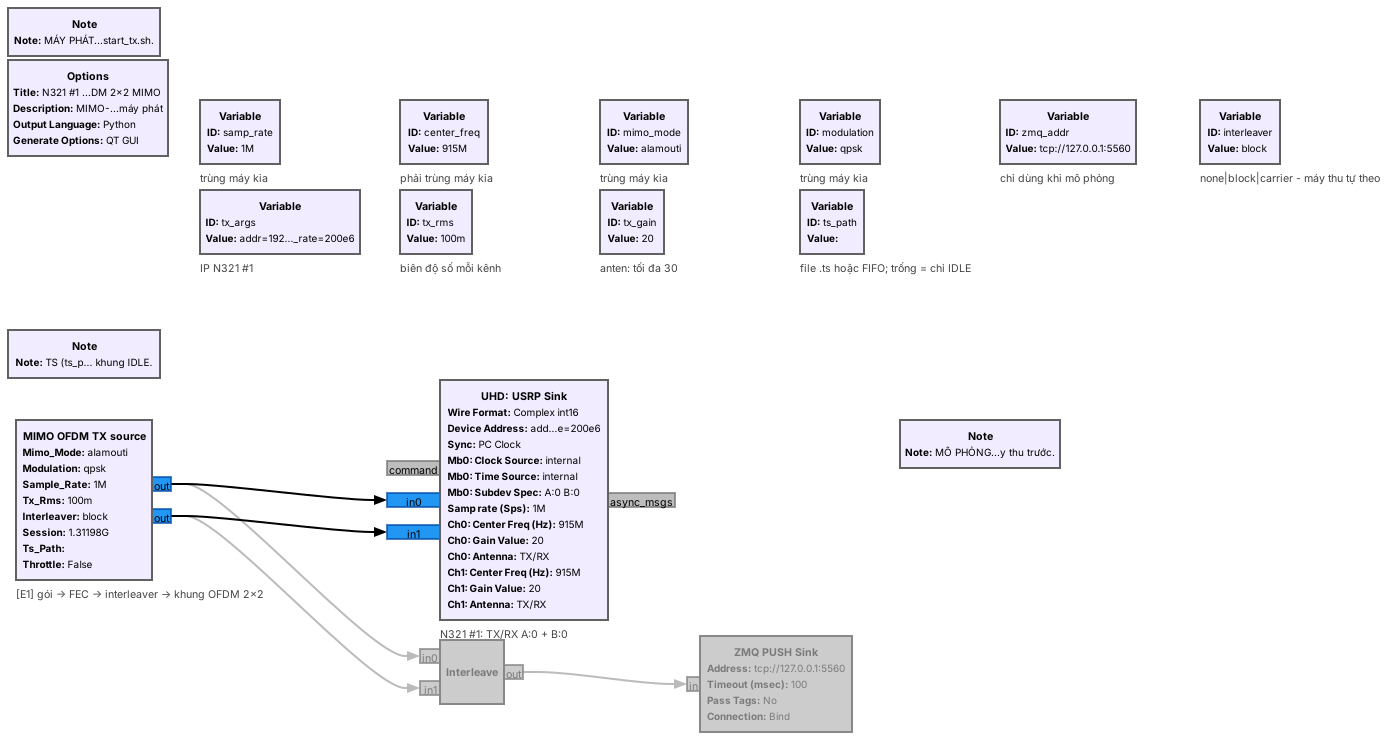 Note
Note: MÁY PHÁT...start_tx.sh.
Options
Title: N321 #1 ...DM 2×2 MIMO
Description: MIMO-...máy phát
Output Language: Python
Generate Options: QT GUI
Variable
ID: samp_rate
Value: 1M
trùng máy kia
Variable
ID: center_freq
Value: 915M
phải trùng máy kia
Variable
ID: mimo_mode
Value: alamouti
trùng máy kia
Variable
ID: modulation
Value: qpsk
trùng máy kia
Variable
ID: zmq_addr
Value: tcp://127.0.0.1:5560
chỉ dùng khi mô phỏng
Variable
ID: interleaver
Value: block
none|block|carrier - máy thu tự theo
Variable
ID: tx_args
Value: addr=192..._rate=200e6
IP N321 #1
Variable
ID: tx_rms
Value: 100m
biên độ số mỗi kênh
Variable
ID: tx_gain
Value: 20
anten: tối đa 30
Variable
ID: ts_path
Value:
file .ts hoặc FIFO; trống = chỉ IDLE
Note
Note: TS (ts_p... khung IDLE.
MIMO OFDM TX source
Mimo_Mode: alamouti
Modulation: qpsk
Sample_Rate: 1M
Tx_Rms: 100m
Interleaver: block
Session: 1.31198G
Ts_Path:
Throttle: False
out
out
[E1] gói → FEC → interleaver → khung OFDM 2×2
command
in0
in1
UHD: USRP Sink
Wire Format: Complex int16
Device Address: add...e=200e6
Sync: PC Clock
Mb0: Clock Source: internal
Mb0: Time Source: internal
Mb0: Subdev Spec: A:0 B:0
Samp rate (Sps): 1M
Ch0: Center Freq (Hz): 915M
Ch0: Gain Value: 20
Ch0: Antenna: TX/RX
Ch1: Center Freq (Hz): 915M
Ch1: Gain Value: 20
Ch1: Antenna: TX/RX
async_msgs
N321 #1: TX/RX A:0 + B:0
Note
Note: MÔ PHỎNG...y thu trước.
in0
in1
Interleave
out
in
ZMQ PUSH Sink
Address: tcp://127.0.0.1:5560
Timeout (msec): 100
Pass Tags: No
Connection: Bind